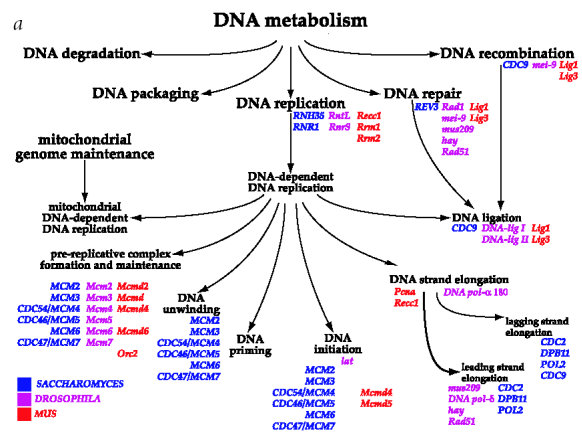 a
DNA metabolism
DNA degradation
DNA recombination
CDC9 mei-9 Lig1
Lig3
DNA packaging
DNA repair
REV3 Rad1 Lig1
mei-9 Lig3
mus209
hay
Rad51
DNA replication
RNH35 RntL Recc1
RNR1 Rnr9 Rrm1
Rrm2
mitochondrial
genome maintenance
DNA-dependent
DNA replication
mitochondrial
DNA-dependent
DNA replication
DNA ligation
CDC9 DNA-lig I Lig1
DNA-lig II Lig3
pre-replicative complex
formation and maintenance
MCM2 Mcm2 Mcmd2
MCM3 Mcm3 Mcmd
CDC54/MCM4 Mcm4 Mcmd4
CDC46/MCM5 Mcm5
MCM6 Mcm6 Mcmd6
CDC47/MCM7 Mcm7
Orc2
DNA
unwinding
MCM2
MCM3
CDC54/MCM4
CDC46/MCM5
MCM6
CDC47/MCM7
DNA
priming
DNA
initiation
lat
MCM2
MCM3
CDC54/MCM4 Mcmd4
CDC46/MCM5 Mcmd5
MCM6
CDC47/MCM7
DNA strand elongation
Pcna DNA pol-α 180
Recc1
lagging strand
elongation
CDC2
DPB11
POL2
CDC9
leading strand
elongation
mus209 CDC2
DNA pol-δ DPB11
hay POL2
Rad51
SACCHAROMYCES
DROSOPHILA
MUS